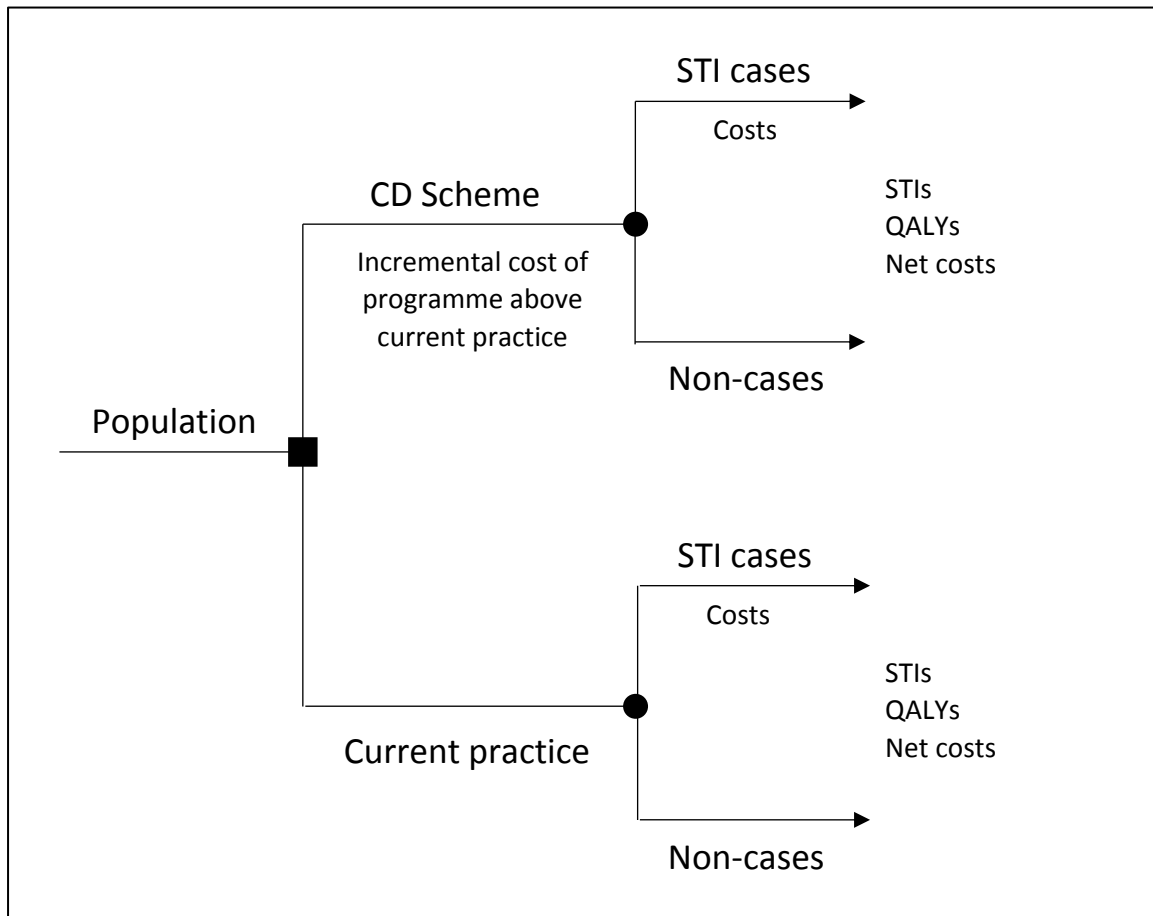 STI cases
Costs
CD Scheme
Incremental cost of
programme above
current practice
STIs
QALYs
Net costs
Non-cases
Population
STI cases
Costs
Current practice
STIs
QALYs
Net costs
Non-cases